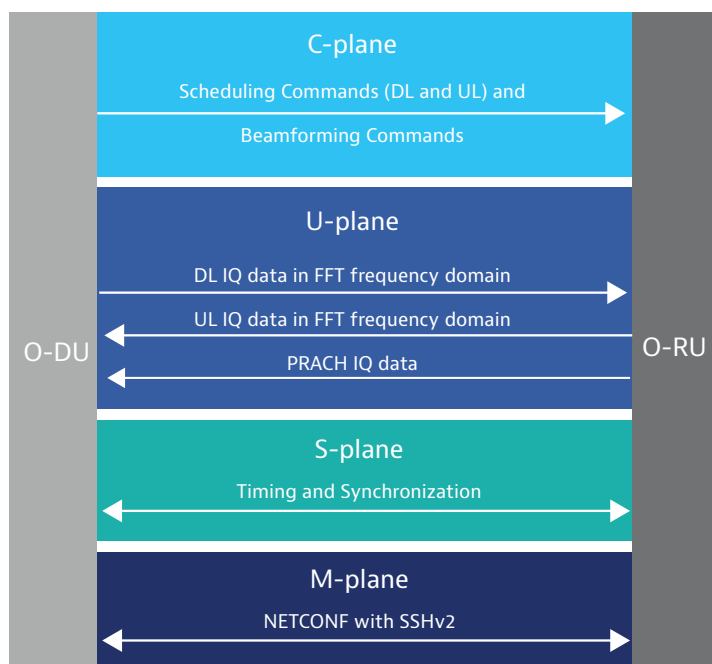 C-plane
Scheduling Commands (DL and UL) and
Beamforming Commands
U-plane
DL IQ data in FFT frequency domain
UL IQ data in FFT frequency domain
O-DU
O-RU
PRACH IQ data
S-plane
Timing and Synchronization
M-plane
NETCONF with SSHv2